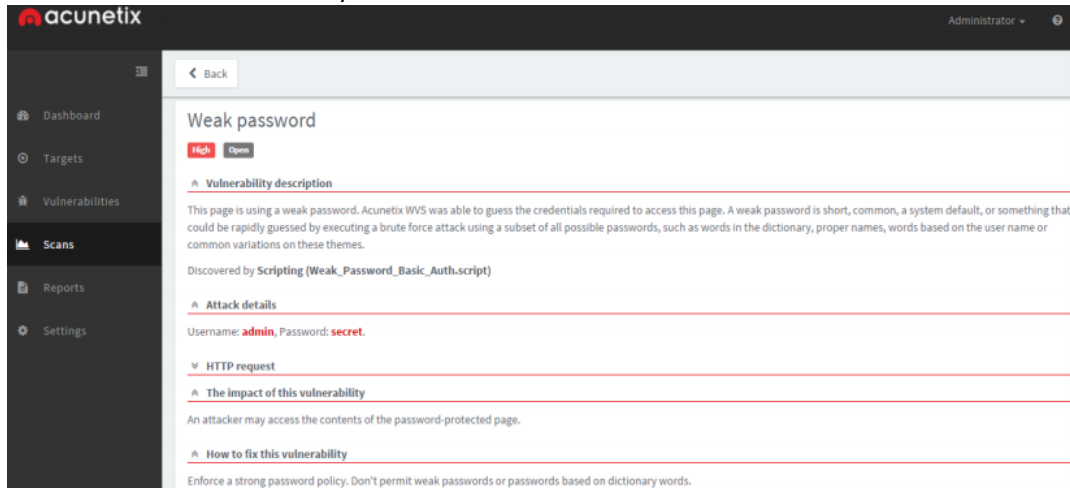 acunetix
Administrator
Back
Dashboard
Targets
Vulnerabilities
Scans
Reports
Settings
Weak password
High Open
Vulnerability description
This page is using a weak password. Acunetix WVS was able to guess the credentials required to access this page. A weak password is short, common, a system default, or something that
could be rapidly guessed by executing a brute force attack using a subset of all possible passwords, such as words in the dictionary, proper names, words based on the user name or
common variations on these themes.
Discovered by Scripting (Weak_Password_Basic_Auth.script)
Attack details
Username: admin, Password: secret.
HTTP request
The impact of this vulnerability
An attacker may access the contents of the password-protected page.
How to fix this vulnerability
Enforce a strong password policy. Don't permit weak passwords or passwords based on dictionary words.